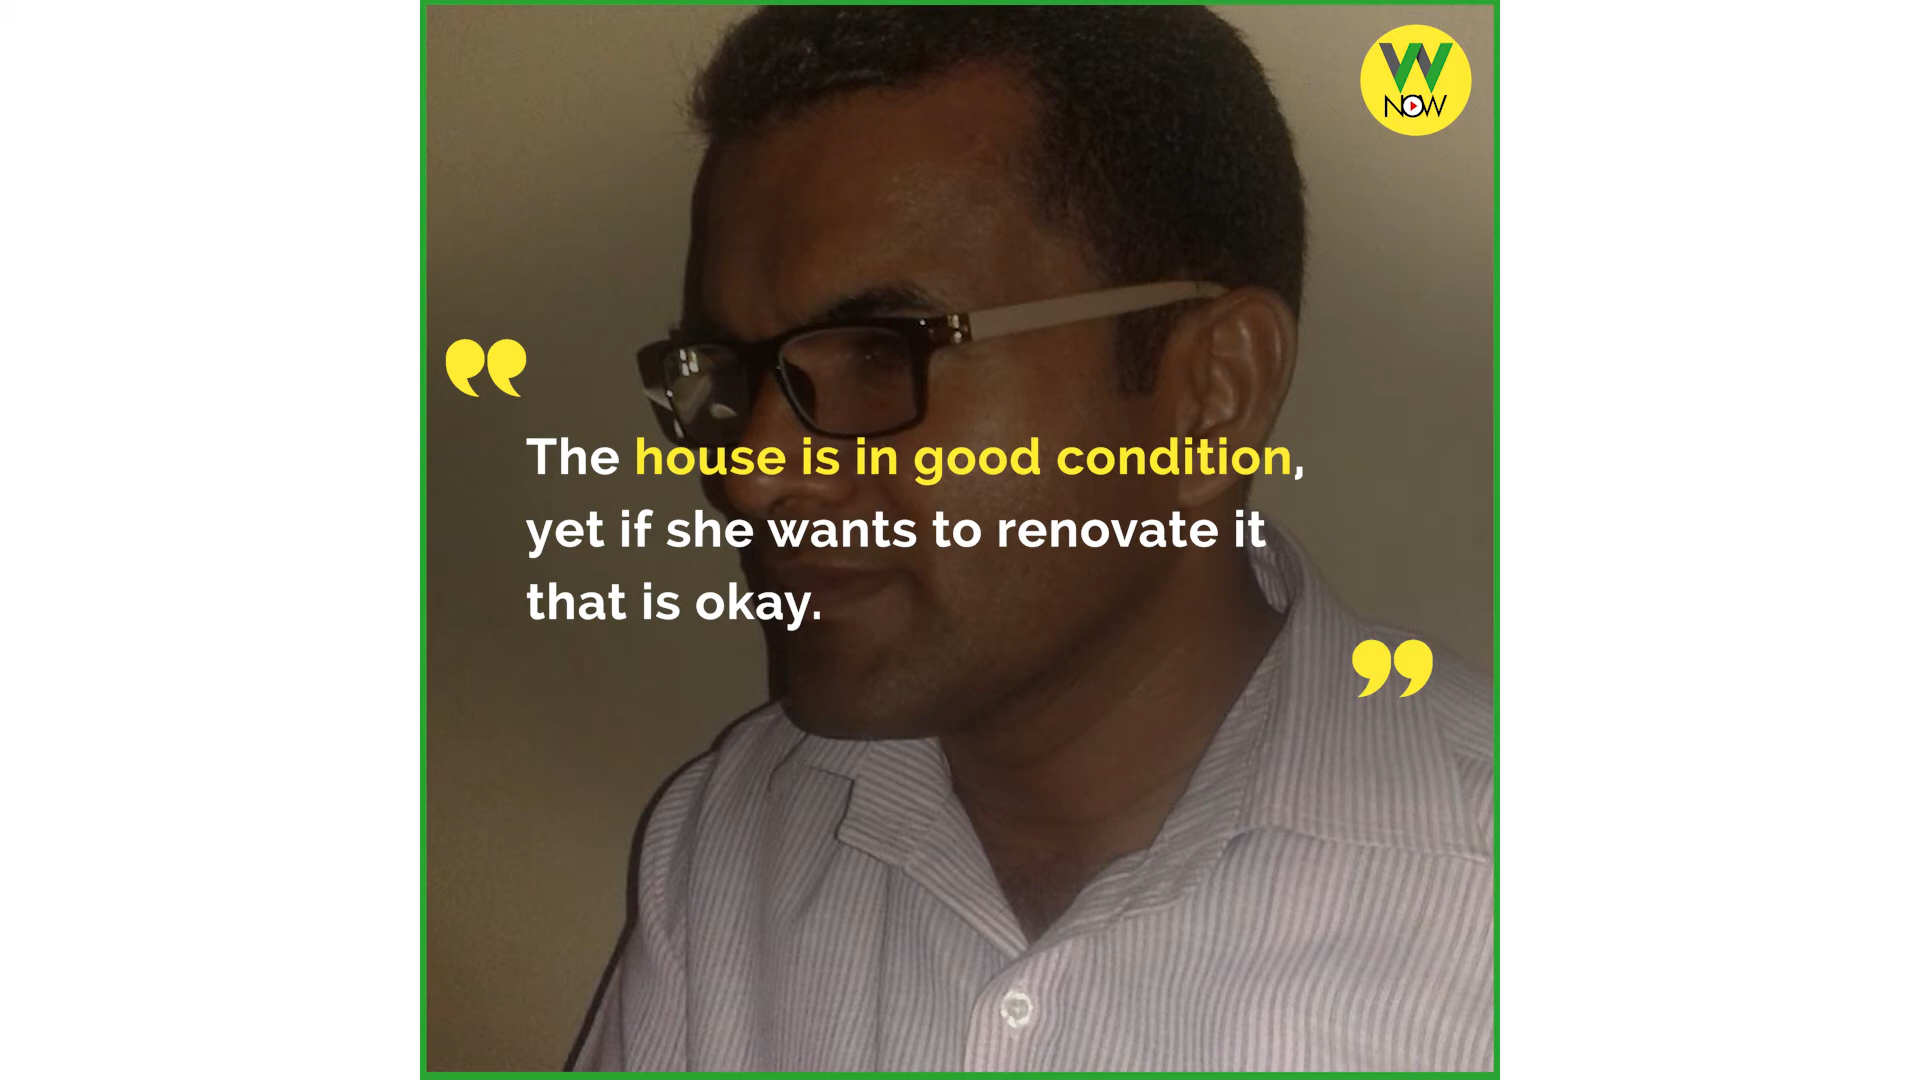 W
NOW
“
The house is in good condition,
yet if she wants to renovate it
that is okay.
”